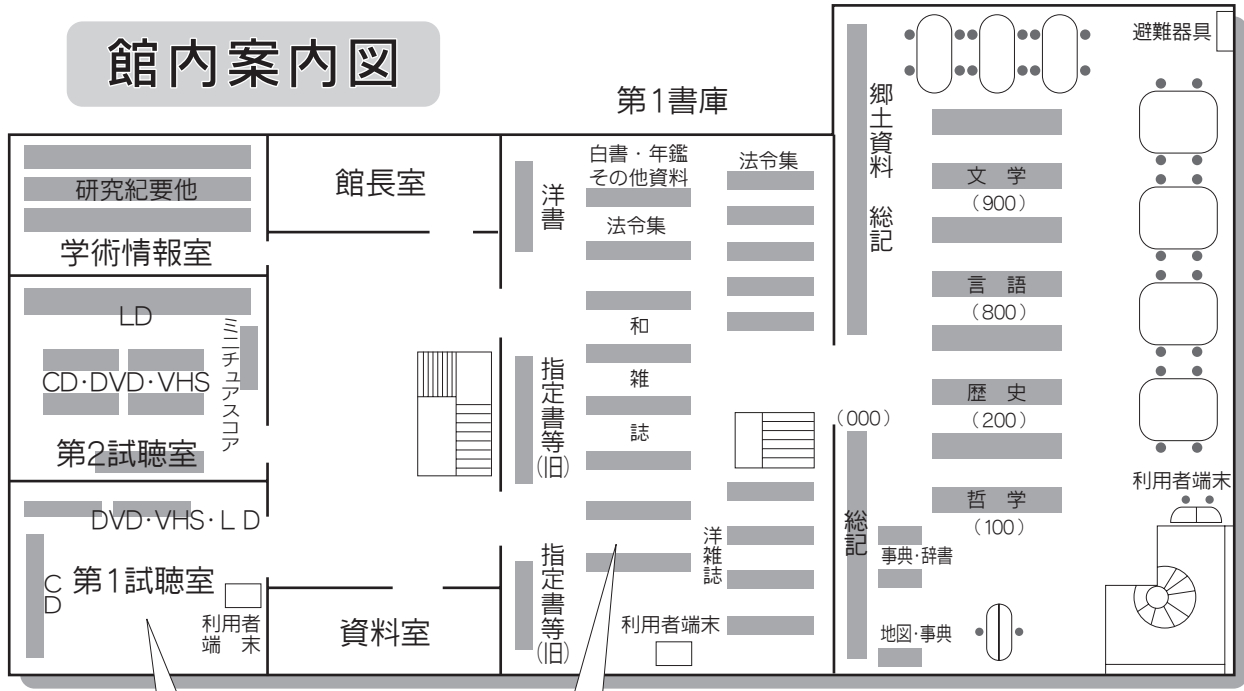 館内案内図
第1書庫
研究紀要他
学術情報室
館長室
LD
ミニチュアスコア
CD･DVD･VHS
第2試聴室
DVD･VHS･LD
CD
第1試聴室
利用者
端　末
資料室
洋書
指定書等(旧)
指定書等(旧)
白書・年鑑
その他資料
法令集
和雑誌
法令集
洋雑誌
利用者端末
郷土資料　総記
(000)
総記
文　学
(900)
言　語
(800)
歴　史
(200)
哲　学
(100)
事典･辞書
地図･事典
避難器具
利用者端末